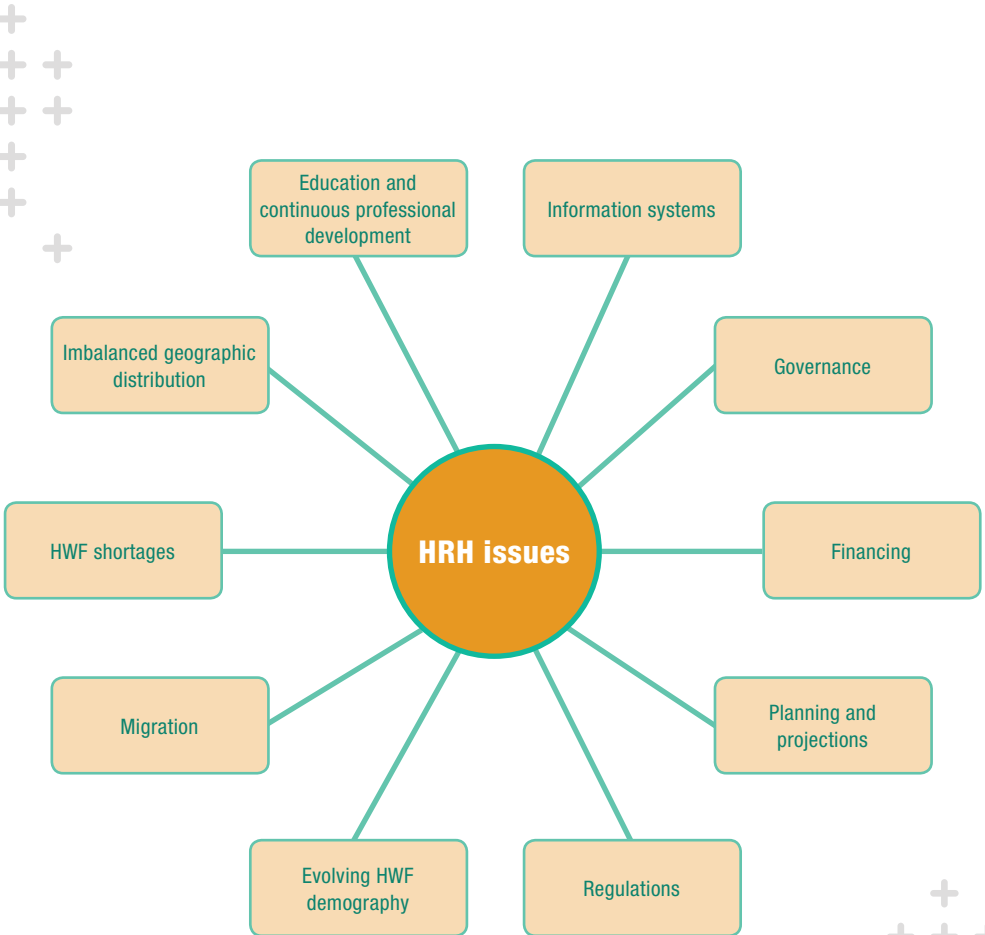 Education and
continuous professional
development
Information systems
Imbalanced geographic
distribution
Governance
HWF shortages
HRH issues
Financing
Migration
Planning and
projections
Evolving HWF
demography
Regulations